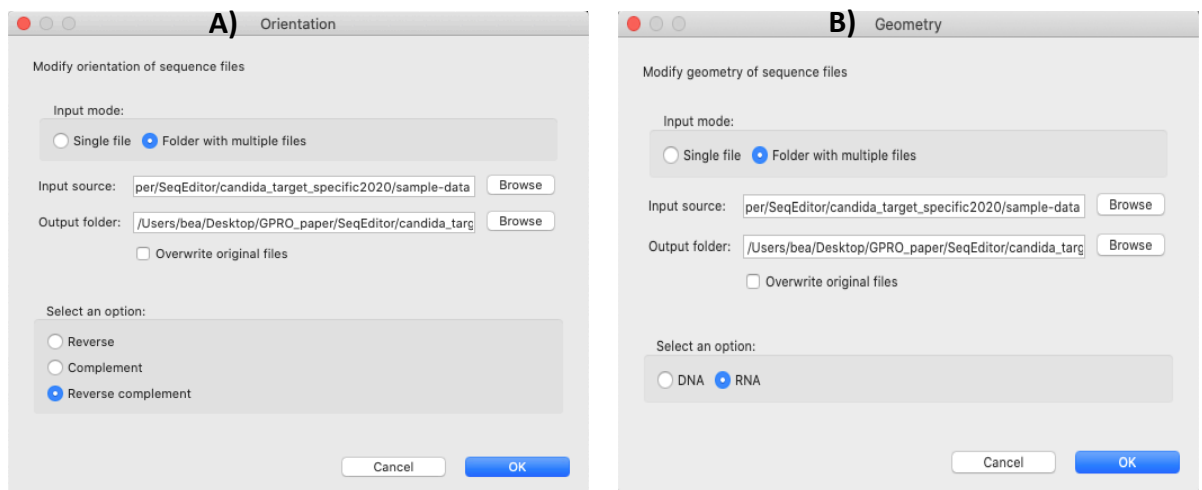 A) Orientation
Modify orientation of sequence files
Input mode:
Single file Folder with multiple files
Input source: per/SeqEditor/candida_target_specific2020/sample-data Browse
Output folder: /Users/bea/Desktop/GPRO_paper/SeqEditor/candida_targ Browse
Overwrite original files
Select an option:
Reverse
Complement
Reverse complement
Cancel OK
B) Geometry
Modify geometry of sequence files
Input mode:
Single file Folder with multiple files
Input source: per/SeqEditor/candida_target_specific2020/sample-data Browse
Output folder: /Users/bea/Desktop/GPRO_paper/SeqEditor/candida_targ Browse
Overwrite original files
Select an option:
DNA RNA
Cancel OK